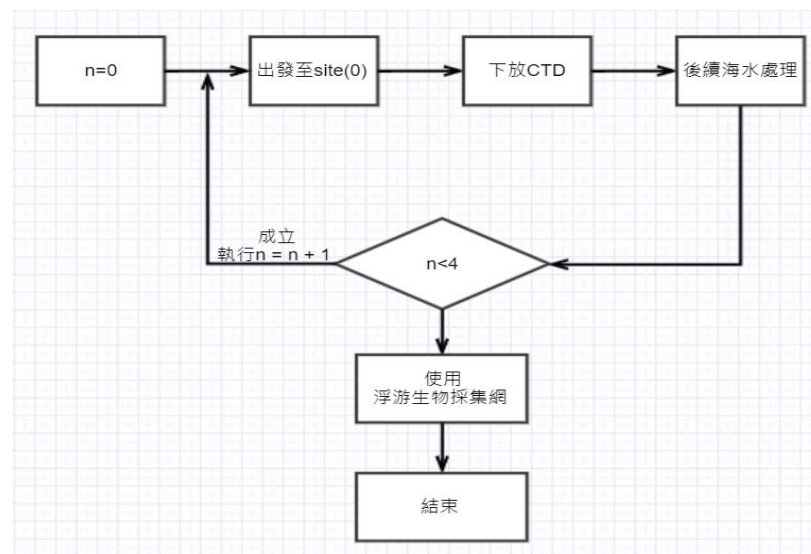 n=0
出發至site(0)
下放CTD
後續海水處理
成立
執行n = n + 1
n<4
使用
浮游生物採集網
結束